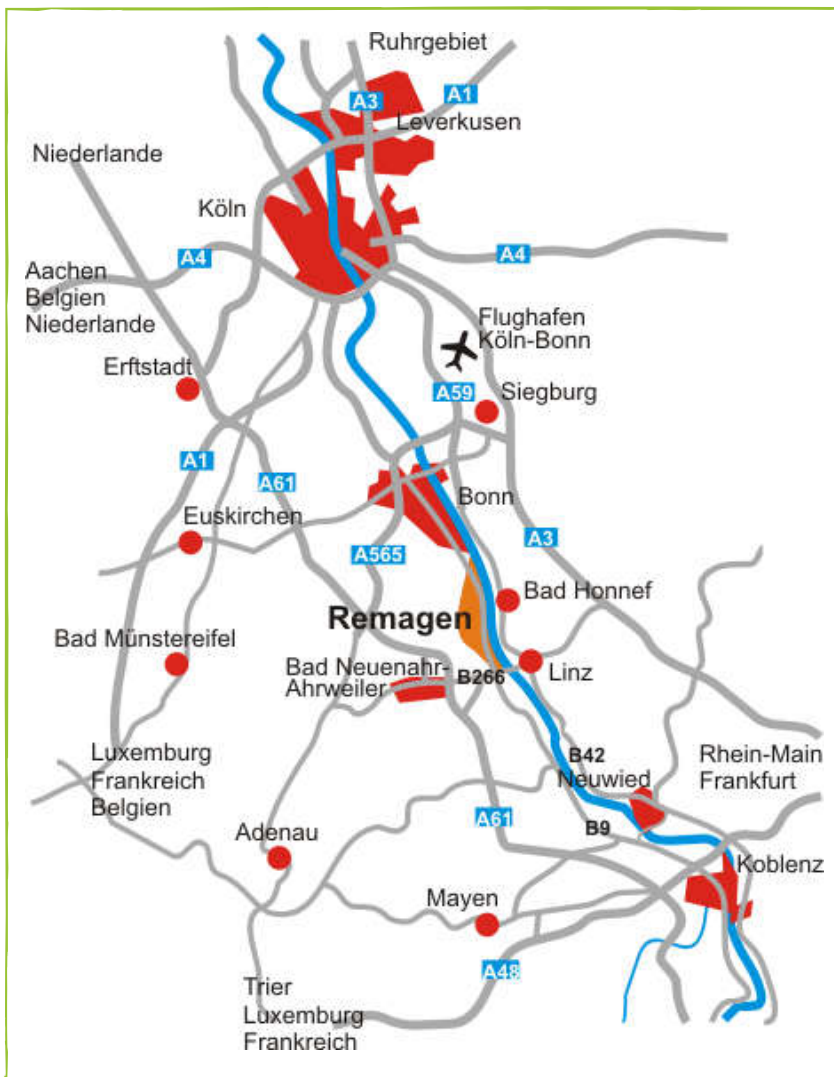 Ruhrgebiet
A3
A1
Leverkusen
Niederlande
Köln
A4
A4
Aachen
Belgien
Niederlande
Flughafen
Köln-Bonn
Erftstadt
A59
Siegburg
A1
A61
Bonn
Euskirchen
A565
A3
Bad Honnef
Remagen
Bad Münstereifel
Bad Neuenahr-
Ahrweiler
B266
Linz
Luxemburg
Frankreich
Belgien
B42
Neuwied
Rhein-Main
Frankfurt
A61
B9
Adenau
Koblenz
Mayen
A48
Trier
Luxemburg
Frankreich